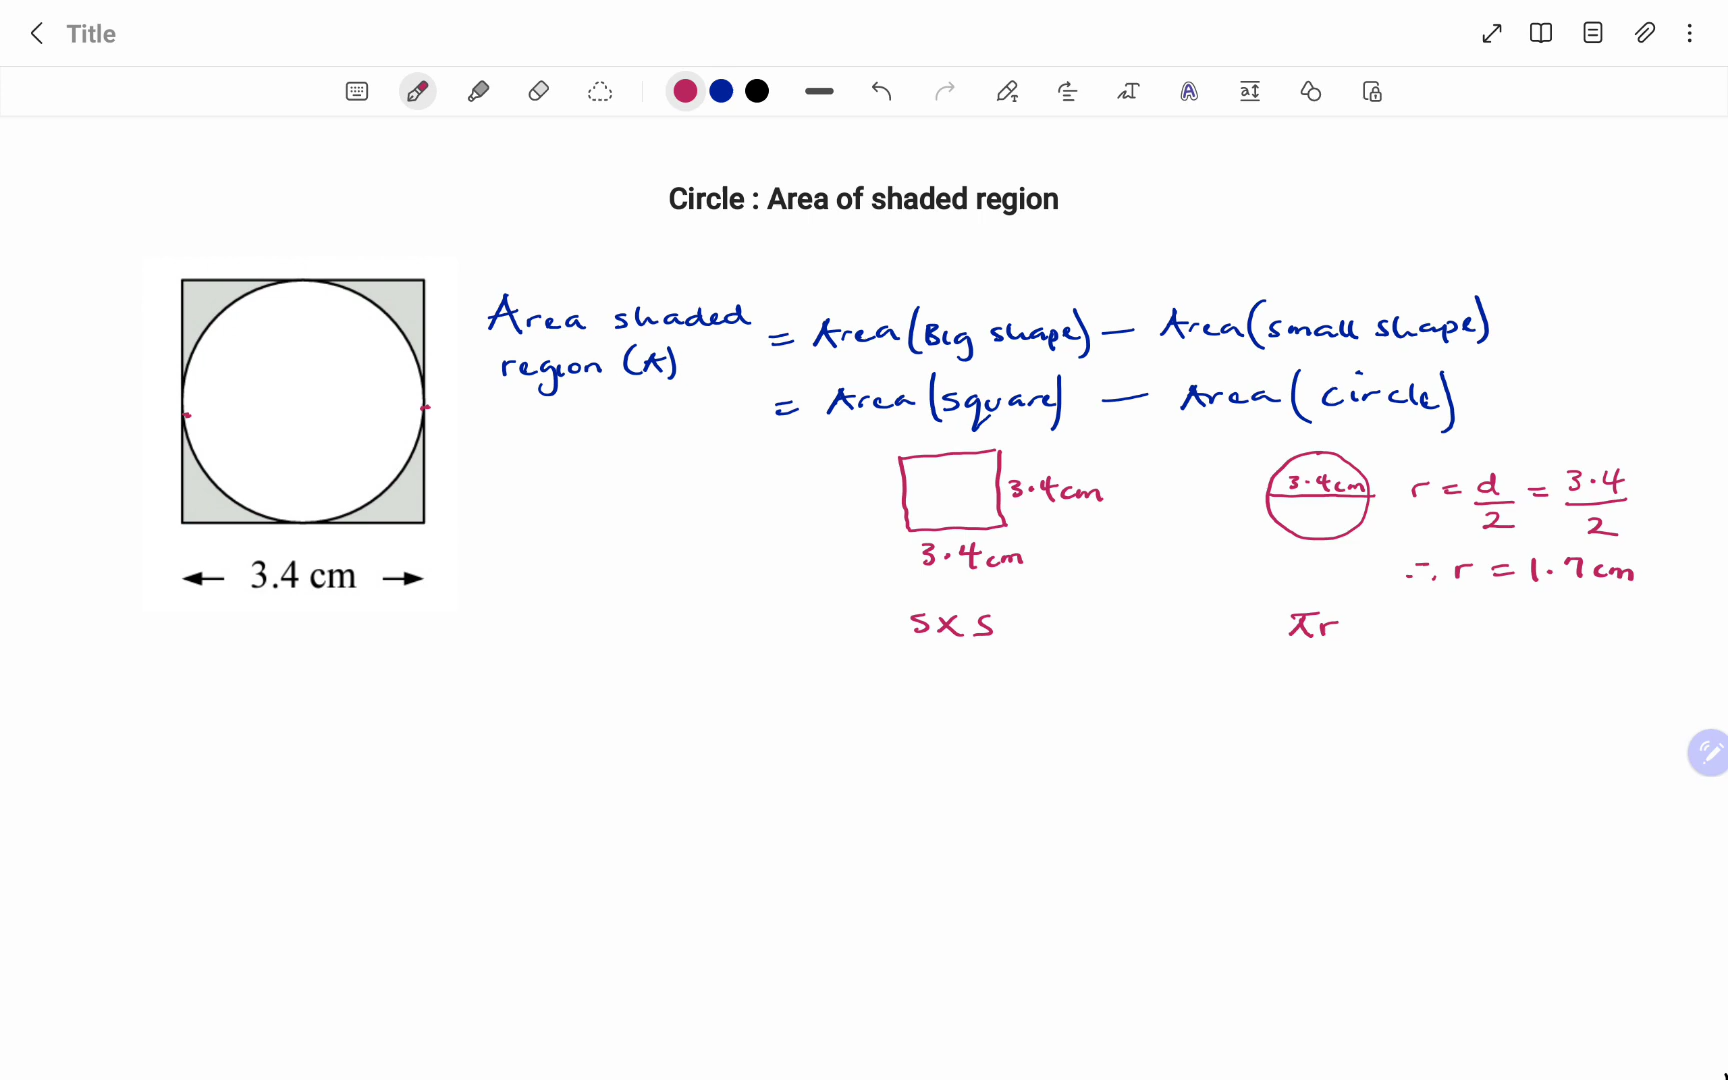 Title
Circle : Area of shaded region
Area shaded region (A) = Area(Big shape) — Area(small shape)
= Area(square) — Area(circle)
3.4cm
3.4cm
3.4cm
r = d/2 = 3.4/2
∴ r = 1.7cm
3.4 cm
s x s
πr